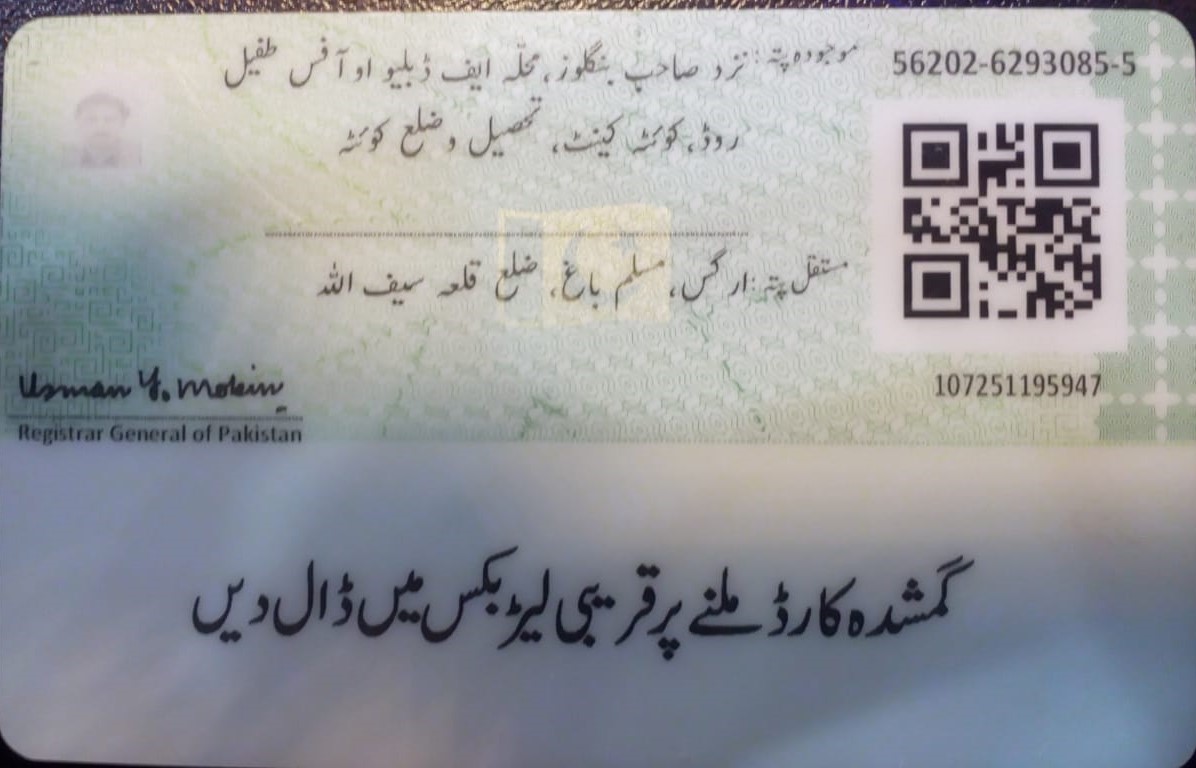 56202-6293085-5
موجودہ پتہ: نزد صاحب بنگلوز، محلّہ ایف ڈبلیو او آفس طفیل
روڈ، کوئٹہ کینٹ، تحصیل و ضلع کوئٹہ
مستقل پتہ: ارگس، مسلم باغ، ضلع قلعہ سیف اللہ
107251195947
Usman Y. Mobin
Registrar General of Pakistan
گمشدہ کارڈ ملنے پر قریبی لیٹر بکس میں ڈال دیں